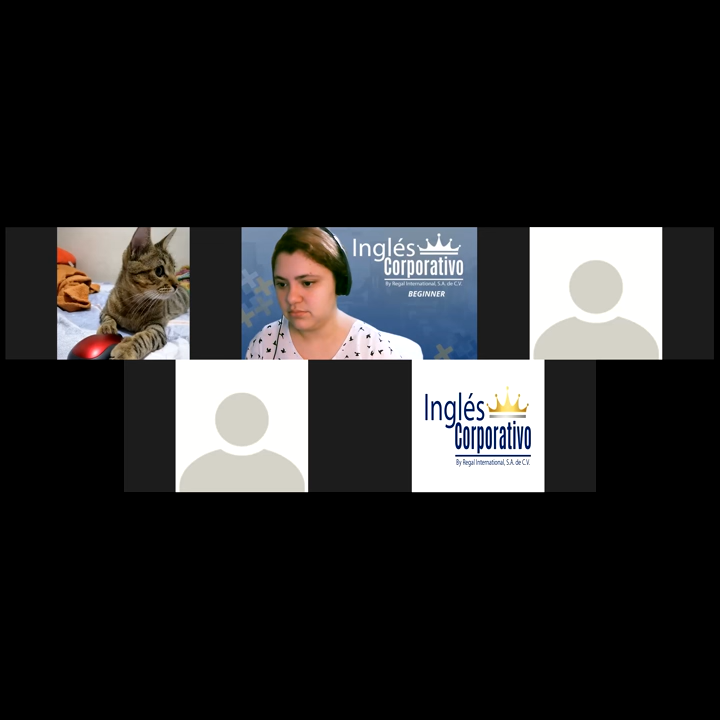 Inglés
Corporativo
By Regal International, S.A. de C.V.
BEGINNER
Inglés
Corporativo
By Regal International, S.A. de C.V.